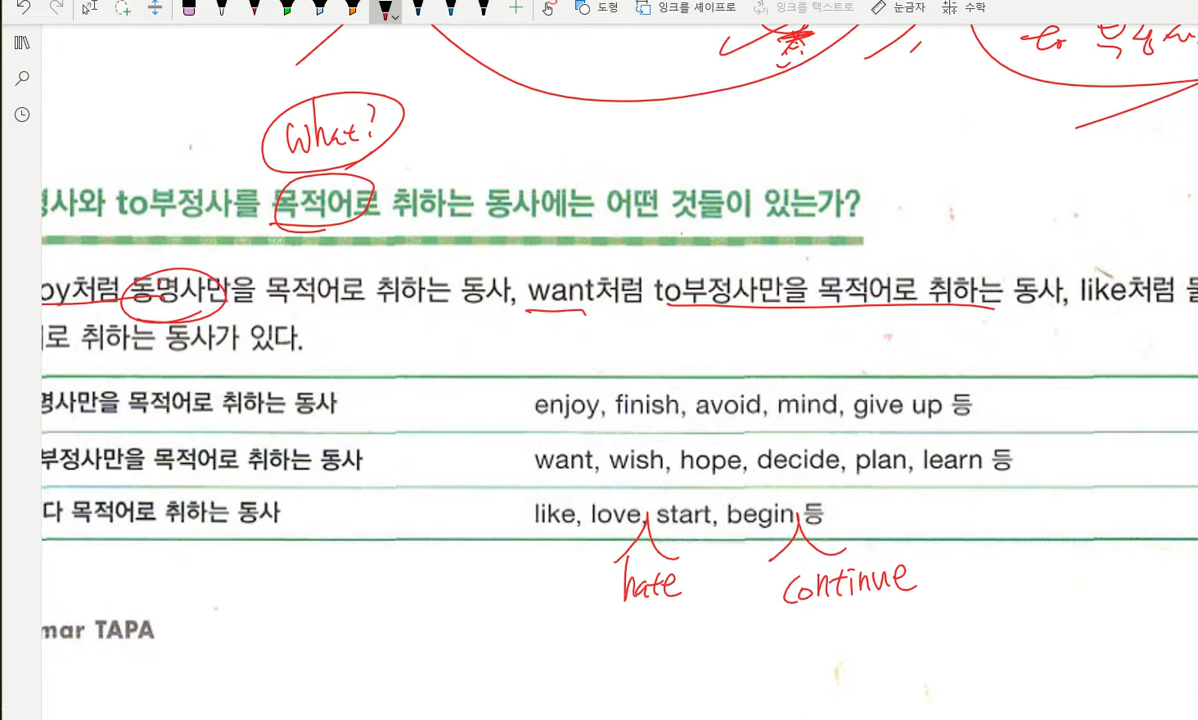 도형 잉크를 셰이프로 잉크를 텍스트로 눈금자 수학
to 부정사
What?
명사와 to부정사를 목적어로 취하는 동사에는 어떤 것들이 있는가?
oy처럼 동명사만을 목적어로 취하는 동사, want처럼 to부정사만을 목적어로 취하는 동사, like처럼
로 취하는 동사가 있다.
명사만을 목적어로 취하는 동사 enjoy, finish, avoid, mind, give up 등
부정사만을 목적어로 취하는 동사 want, wish, hope, decide, plan, learn 등
다 목적어로 취하는 동사 like, love, start, begin 등
hate continue
mar TAPA